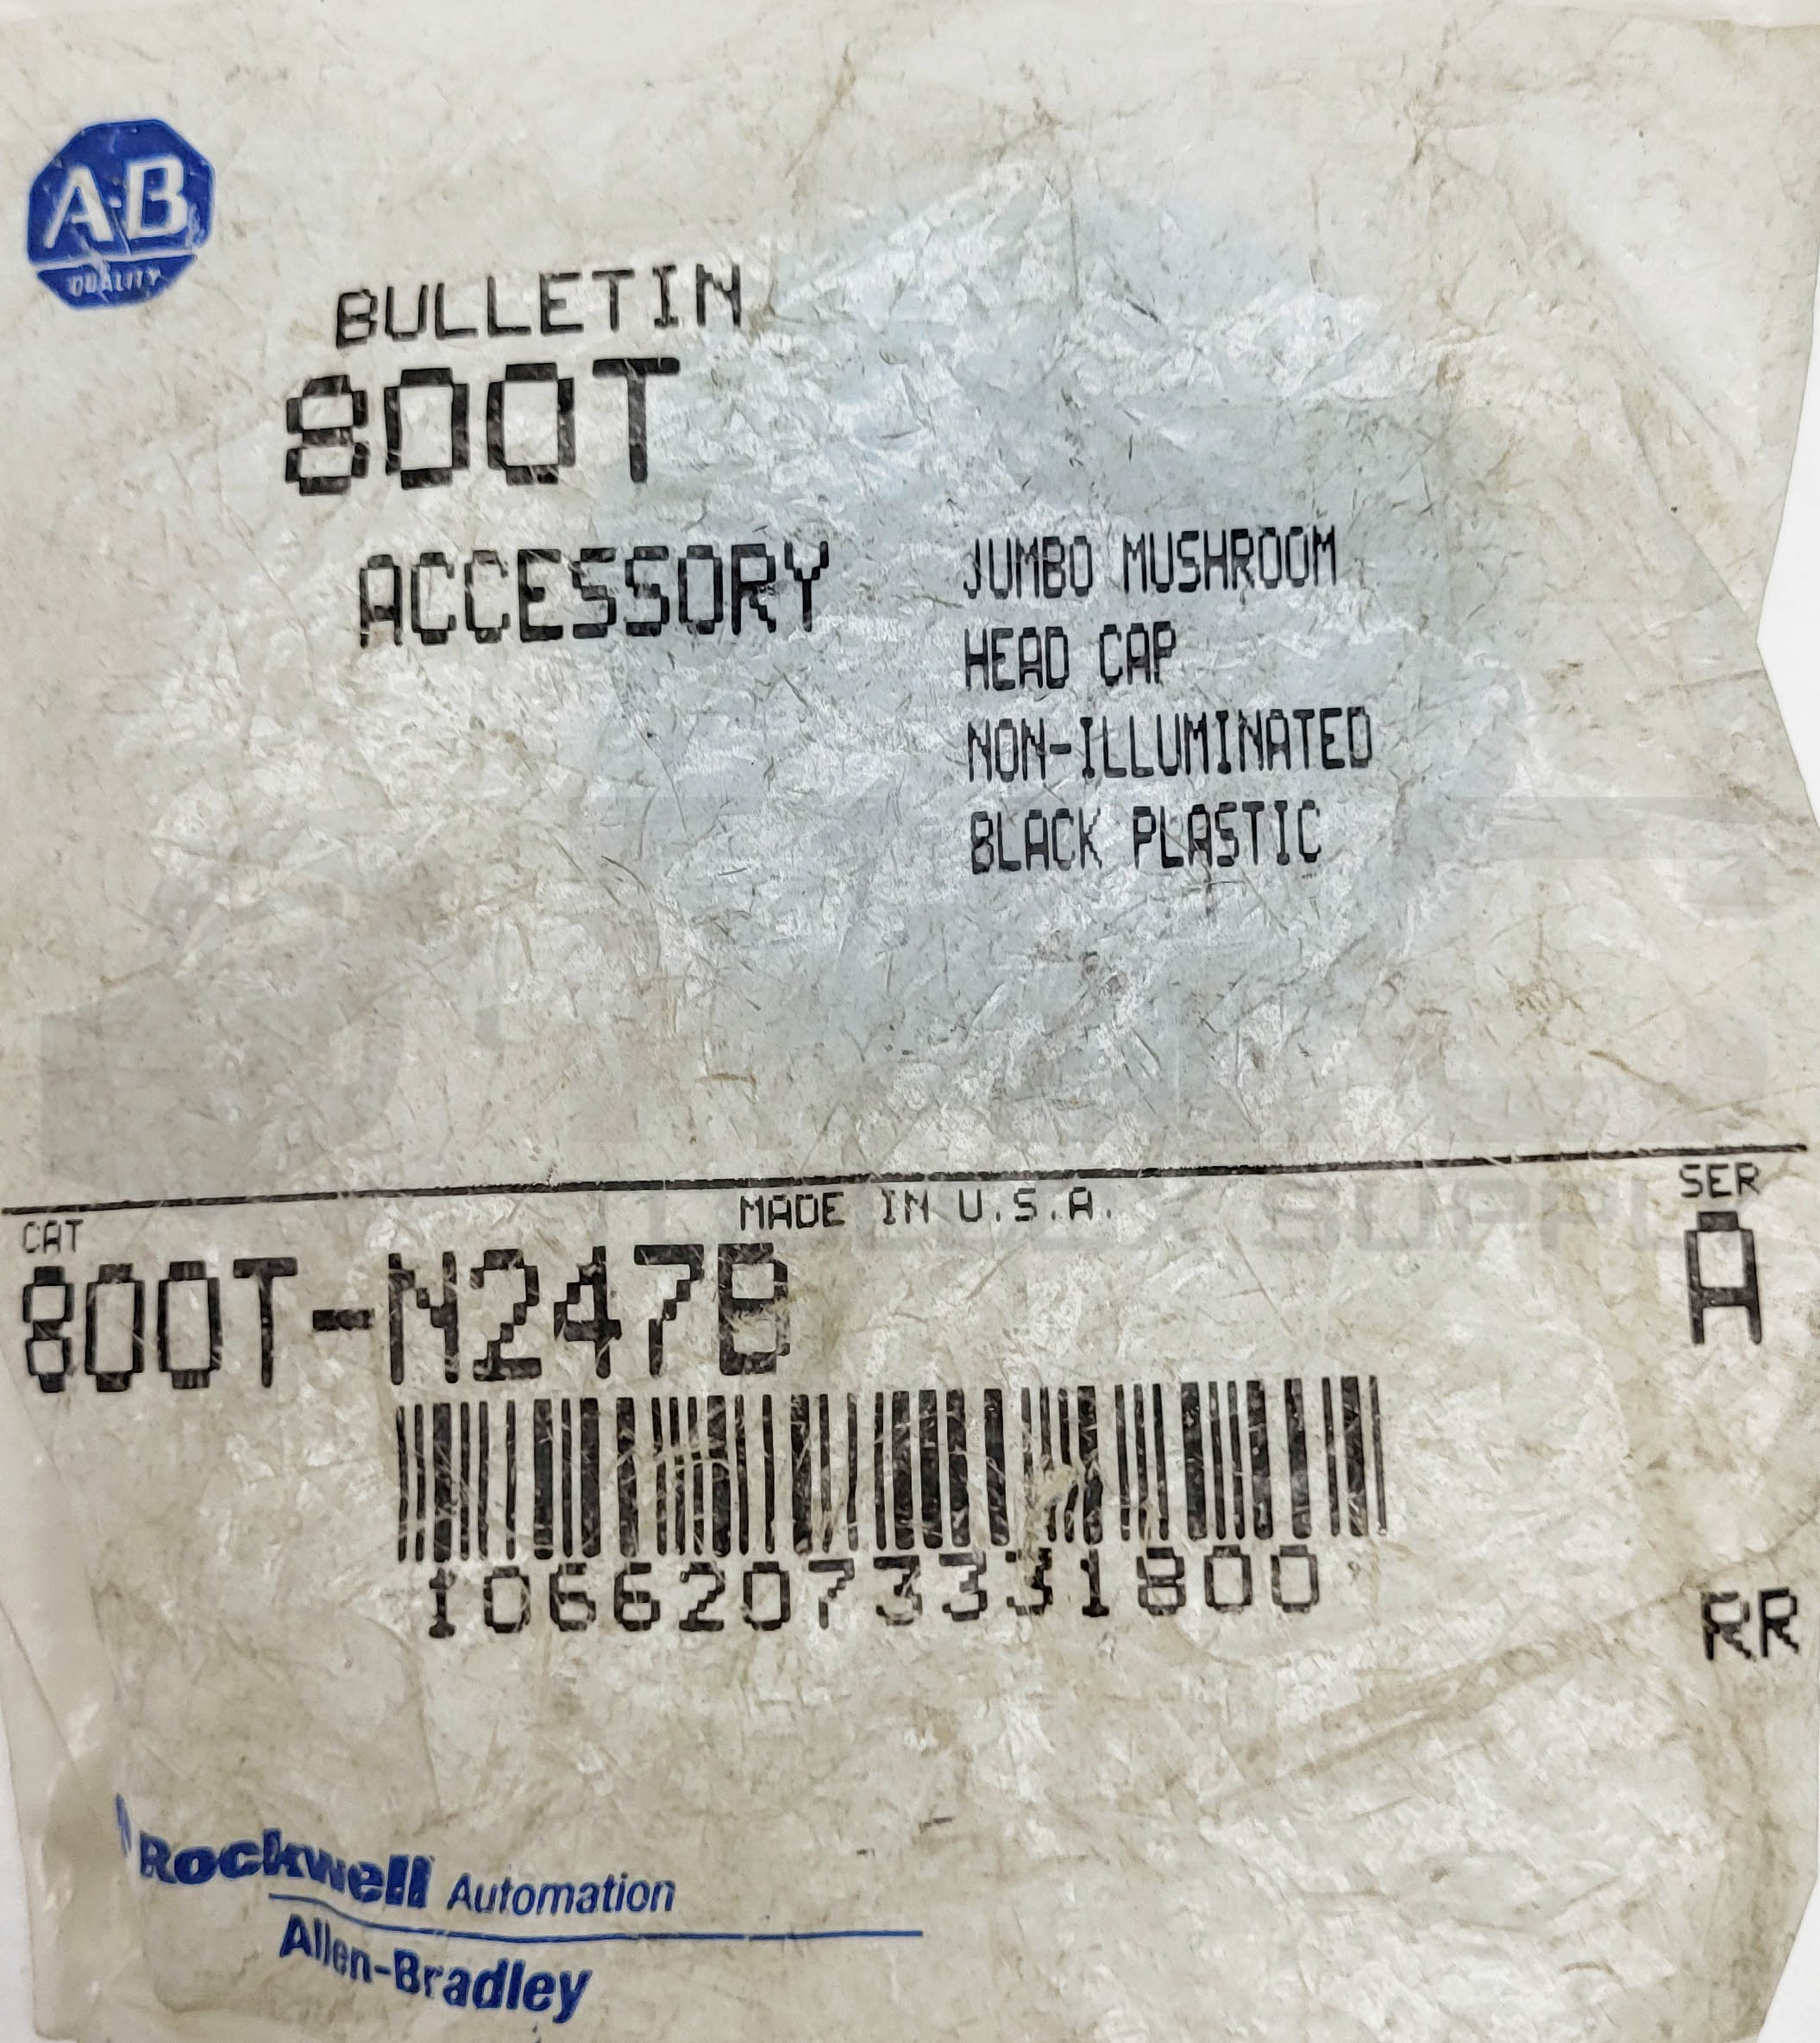 A-B
QUALITY
BULLETIN
800T
ACCESSORY
JUMBO MUSHROOM
HEAD CAP
NON-ILLUMINATED
BLACK PLASTIC
MADE IN U.S.A.
SER
CAT
A
800T-N247B
10662073331800
RR
Rockwell Automation
Allen-Bradley